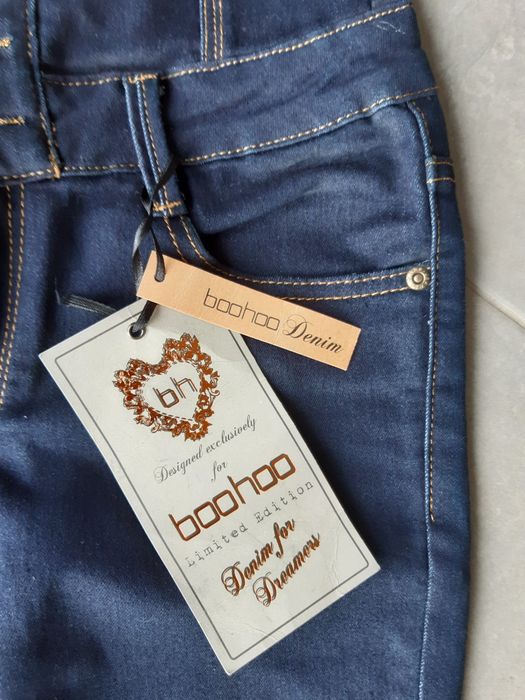 boohoo Denim
bh
Designed exclusively
for
boohoo
Limited Edition
Denim for
Dreamers